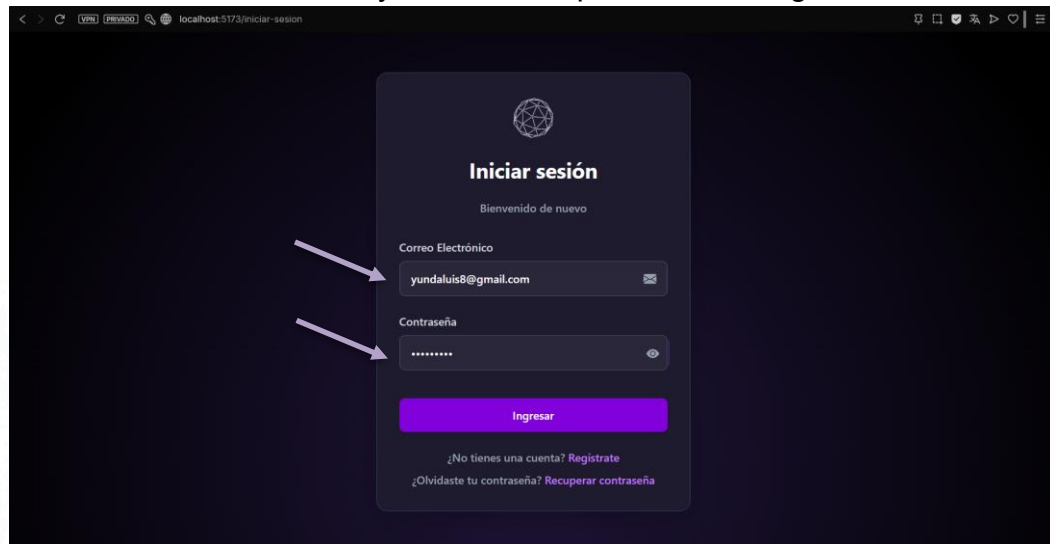 VPN PRIVADO localhost:5173/iniciar-sesion
Iniciar sesión
Bienvenido de nuevo
Correo Electrónico
yundaluis8@gmail.com
Contraseña
•••••••••
Ingresar
¿No tienes una cuenta? Regístrate
¿Olvidaste tu contraseña? Recuperar contraseña